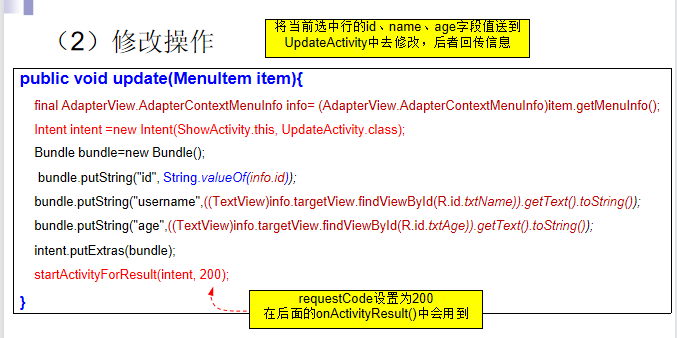 （2）修改操作
将当前选中行的id、name、age字段值送到
UpdateActivity中去修改，后者回传信息
public void update(MenuItem item){
final AdapterView.AdapterContextMenuInfo info= (AdapterView.AdapterContextMenuInfo)item.getMenuInfo();
Intent intent =new Intent(ShowActivity.this, UpdateActivity.class);
Bundle bundle=new Bundle();
bundle.putString("id", String.valueOf(info.id));
bundle.putString("username",((TextView)info.targetView.findViewById(R.id.txtName)).getText().toString());
bundle.putString("age",((TextView)info.targetView.findViewById(R.id.txtAge)).getText().toString());
intent.putExtras(bundle);
startActivityForResult(intent, 200);
}
requestCode设置为200
在后面的onActivityResult()中会用到